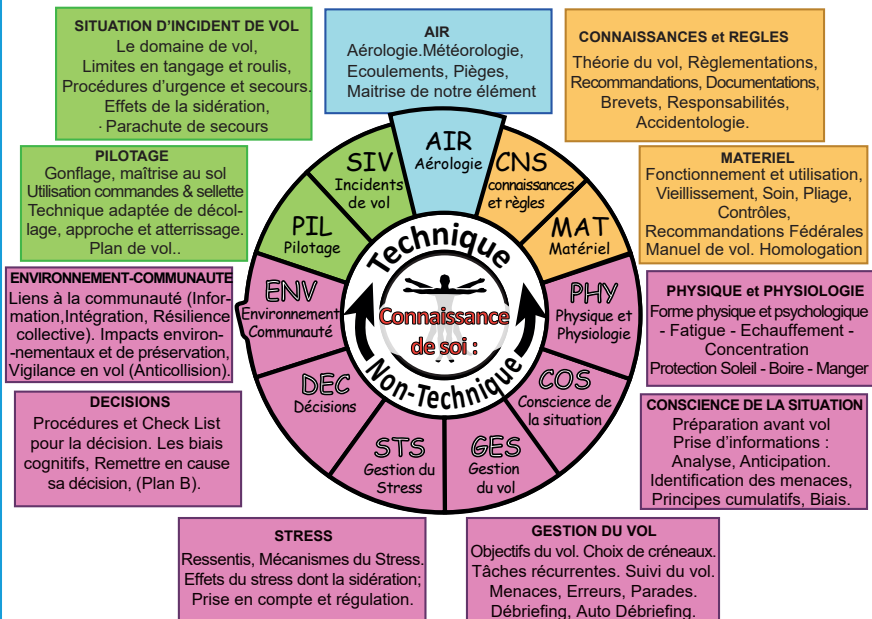 SITUATION D'INCIDENT DE VOL
Le domaine de vol,
Limites en tangage et roulis,
Procédures d'urgence et secours.
Effets de la sidération,
· Parachute de secours
AIR
Aérologie.Météorologie,
Ecoulements, Pièges,
Maitrise de notre élément
CONNAISSANCES et REGLES
Théorie du vol, Règlementations,
Recommandations, Documentations,
Brevets, Responsabilités,
Accidentologie.
PILOTAGE
Gonflage, maîtrise au sol
Utilisation commandes & sellette
Technique adaptée de décol-
lage, approche et atterrissage.
Plan de vol..
MATERIEL
Fonctionnement et utilisation,
Vieillissement, Soin, Pliage,
Contrôles,
Recommandations Fédérales
Manuel de vol. Homologation
ENVIRONNEMENT-COMMUNAUTE
Liens à la communauté (Infor-
mation,Intégration, Résilience
collective). Impacts environ-
-nementaux et de préservation,
Vigilance en vol (Anticollision).
PHYSIQUE et PHYSIOLOGIE
Forme physique et psychologique
- Fatigue - Echauffement -
Concentration
Protection Soleil - Boire - Manger
DECISIONS
Procédures et Check List
pour la décision. Les biais
cognitifs, Remettre en cause
sa décision, (Plan B).
CONSCIENCE DE LA SITUATION
Préparation avant vol
Prise d'informations :
Analyse, Anticipation.
Identification des menaces,
Principes cumulatifs, Biais.
STRESS
Ressentis, Mécanismes du Stress.
Effets du stress dont la sidération;
Prise en compte et régulation.
GESTION DU VOL
Objectifs du vol. Choix de créneaux.
Tâches récurrentes. Suivi du vol.
Menaces, Erreurs, Parades.
Débriefing, Auto Débriefing.
AIR
Aérologie
CNS
connaissances
et règles
MAT
Matériel
PHY
Physique et
Physiologie
COS
Conscience de
la situation
GES
Gestion
du vol
STS
Gestion du
Stress
DEC
Décisions
ENV
Environnement
Communauté
PIL
Pilotage
SIV
Incidents
de vol
Technique
Connaissance
de soi :
Non-Technique